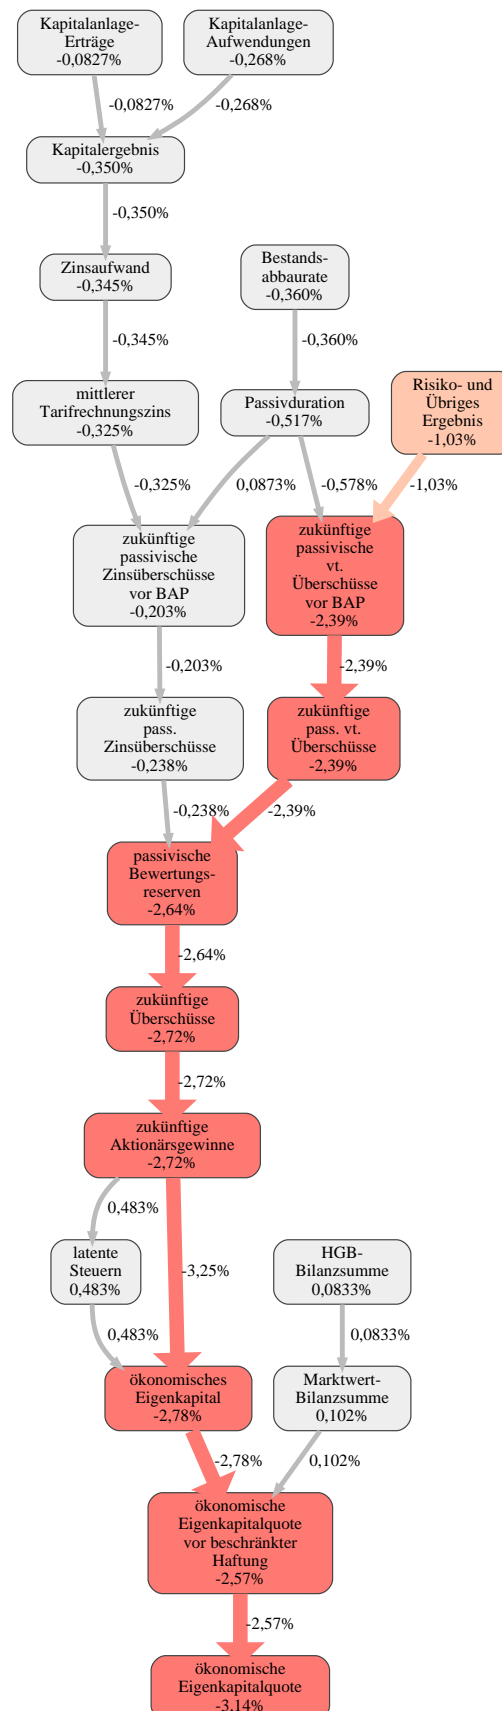 Kapitalanlage-
Erträge
-0,0827%
Kapitalanlage-
Aufwendungen
-0,268%
-0,0827%
-0,268%
Kapitalergebnis
-0,350%
-0,350%
Zinsaufwand
-0,345%
Bestands-
abbaurate
-0,360%
-0,345%
-0,360%
mittlerer
Tarifrechnungszins
-0,325%
Passivduration
-0,517%
Risiko- und
Übriges
Ergebnis
-1,03%
-0,325%
0,0873%
-0,578%
-1,03%
zukünftige
passivische
Zinsüberschüsse
vor BAP
-0,203%
zukünftige
passivische
vt.
Überschüsse
vor BAP
-2,39%
-0,203%
-2,39%
zukünftige
pass.
Zinsüberschüsse
-0,238%
zukünftige
pass. vt.
Überschüsse
-2,39%
-0,238%
-2,39%
passivische
Bewertungs-
reserven
-2,64%
-2,64%
zukünftige
Überschüsse
-2,72%
-2,72%
zukünftige
Aktionärsgewinne
-2,72%
0,483%
-3,25%
latente
Steuern
0,483%
HGB-
Bilanzsumme
0,0833%
0,483%
0,0833%
ökonomisches
Eigenkapital
-2,78%
Marktwert-
Bilanzsumme
0,102%
-2,78%
0,102%
ökonomische
Eigenkapitalquote
vor beschränkter
Haftung
-2,57%
-2,57%
ökonomische
Eigenkapitalquote
-3,14%